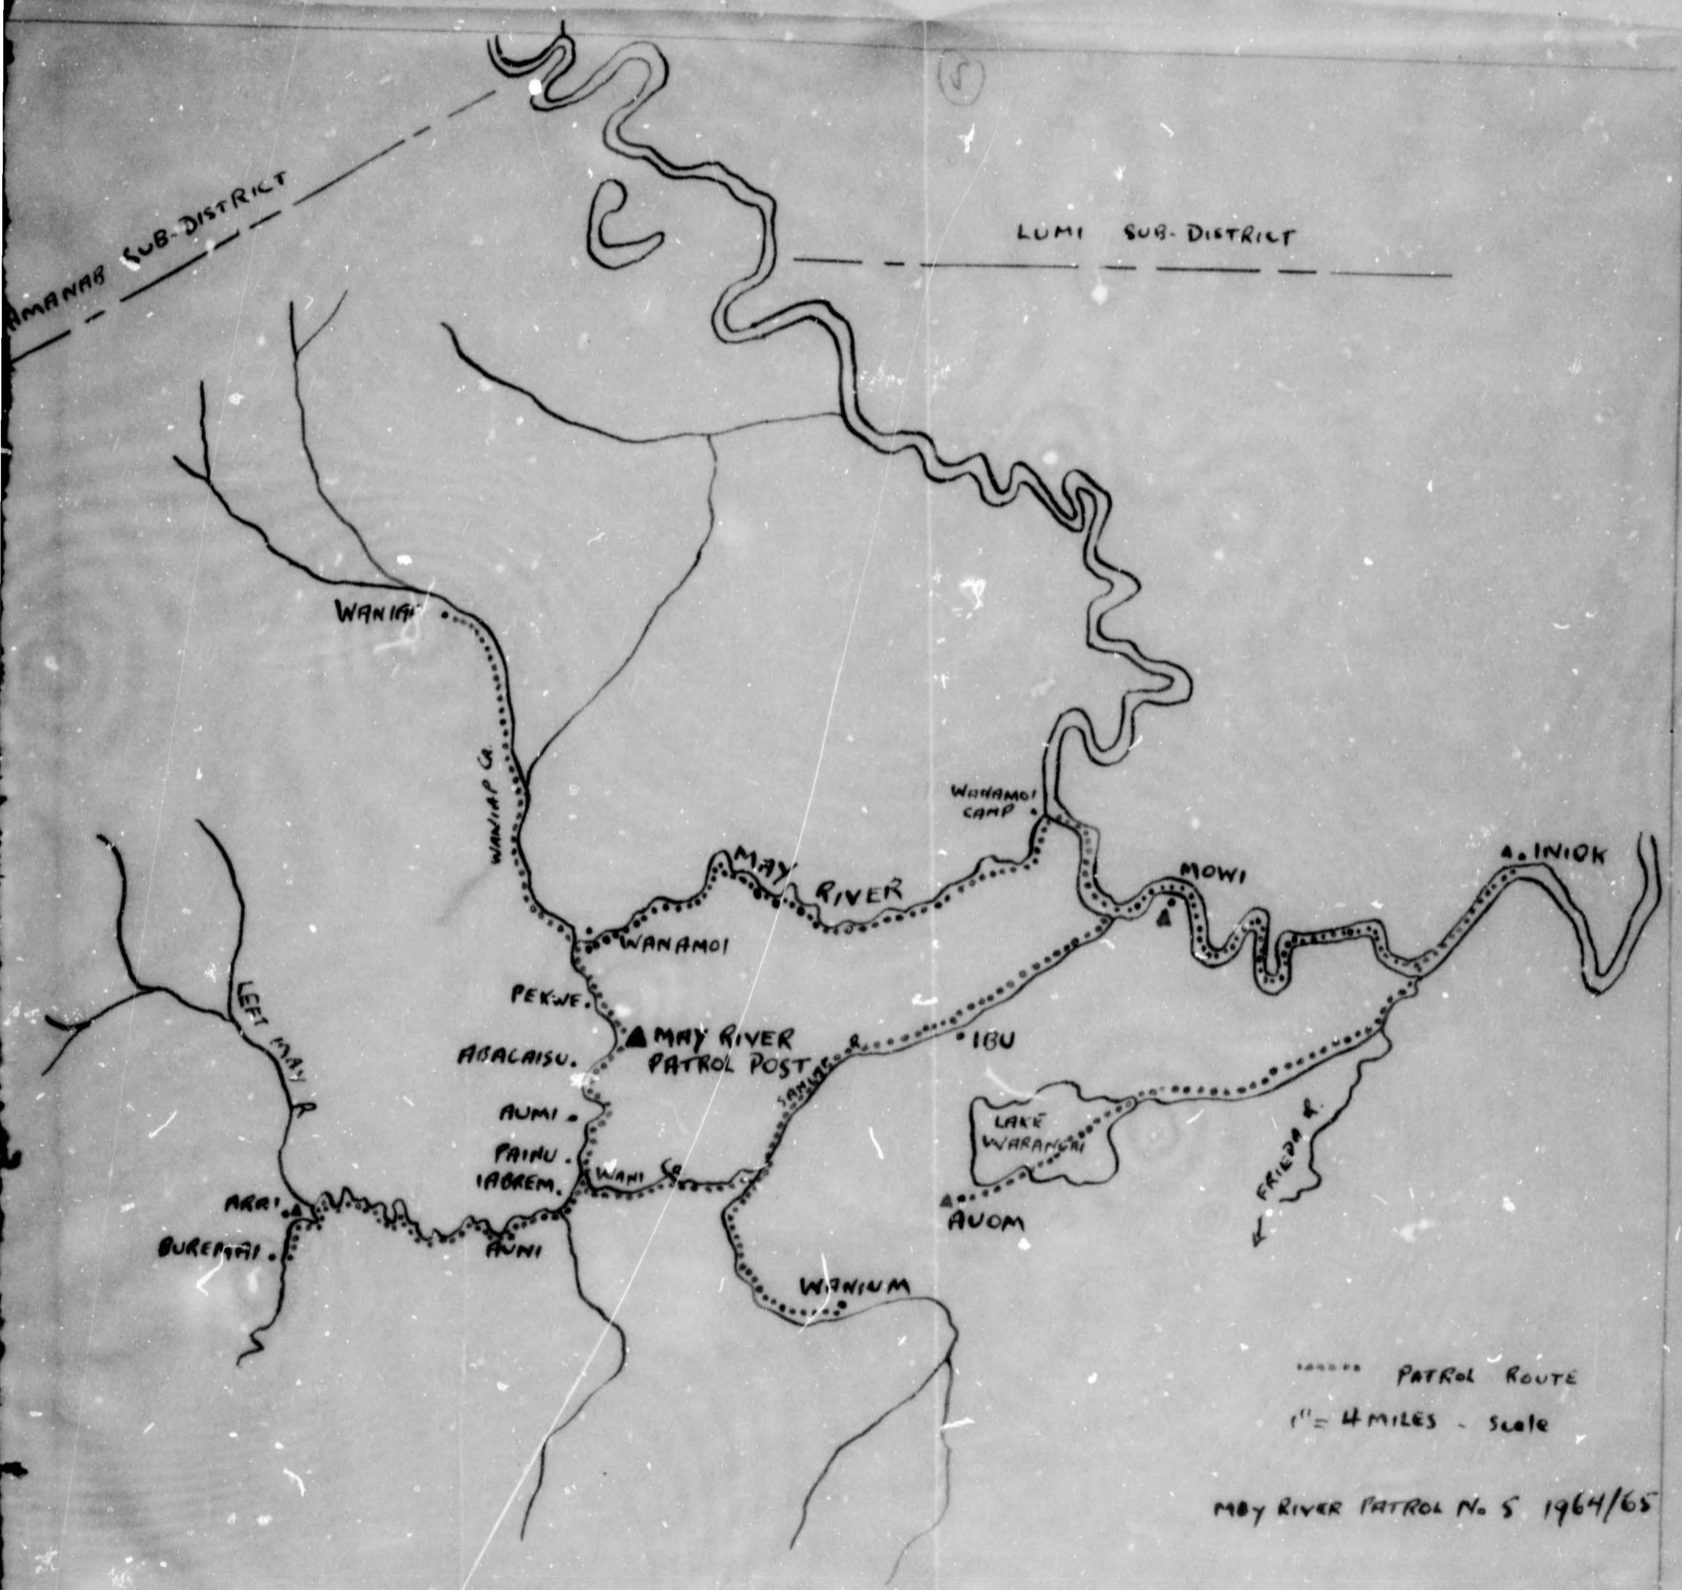 5
AMANAB SUB-DISTRICT
LUMI SUB-DISTRICT
WANIAP
WANIAP CR.
WANAMOI
CAMP
MAY RIVER
MOWI
INIOK
WANAMOI
PEKWE
MAY RIVER
PATROL POST
IBU
ABAGAISU
LEFT MAY R
AUMI
SANIAP R
LAKE
WARANGAI
PAINU
WANI CR
IABREM
FRIEDA R.
ARAI
AUOM
BUREMAI
AUNI
WANIUM
PATROL ROUTE
1" = 4 MILES - Scale
MAY RIVER PATROL No 5 1964/65